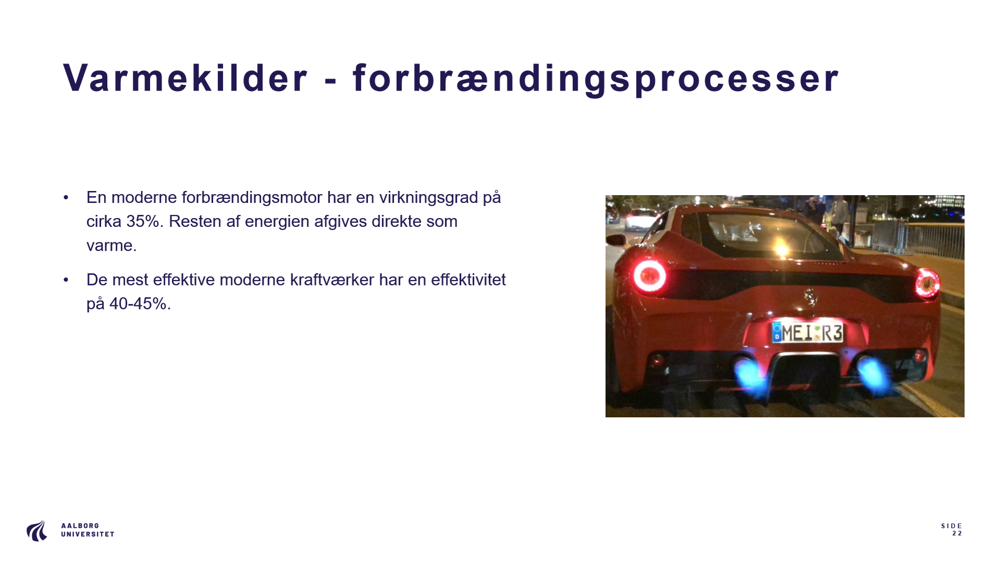 Varmekilder - forbrændingsprocesser
• En moderne forbrændingsmotor har en virkningsgrad på
cirka 35%. Resten af energien afgives direkte som
varme.
• De mest effektive moderne kraftværker har en effektivitet
på 40-45%.
D
MEI R3
AALBORG
UNIVERSITET
SIDE
22